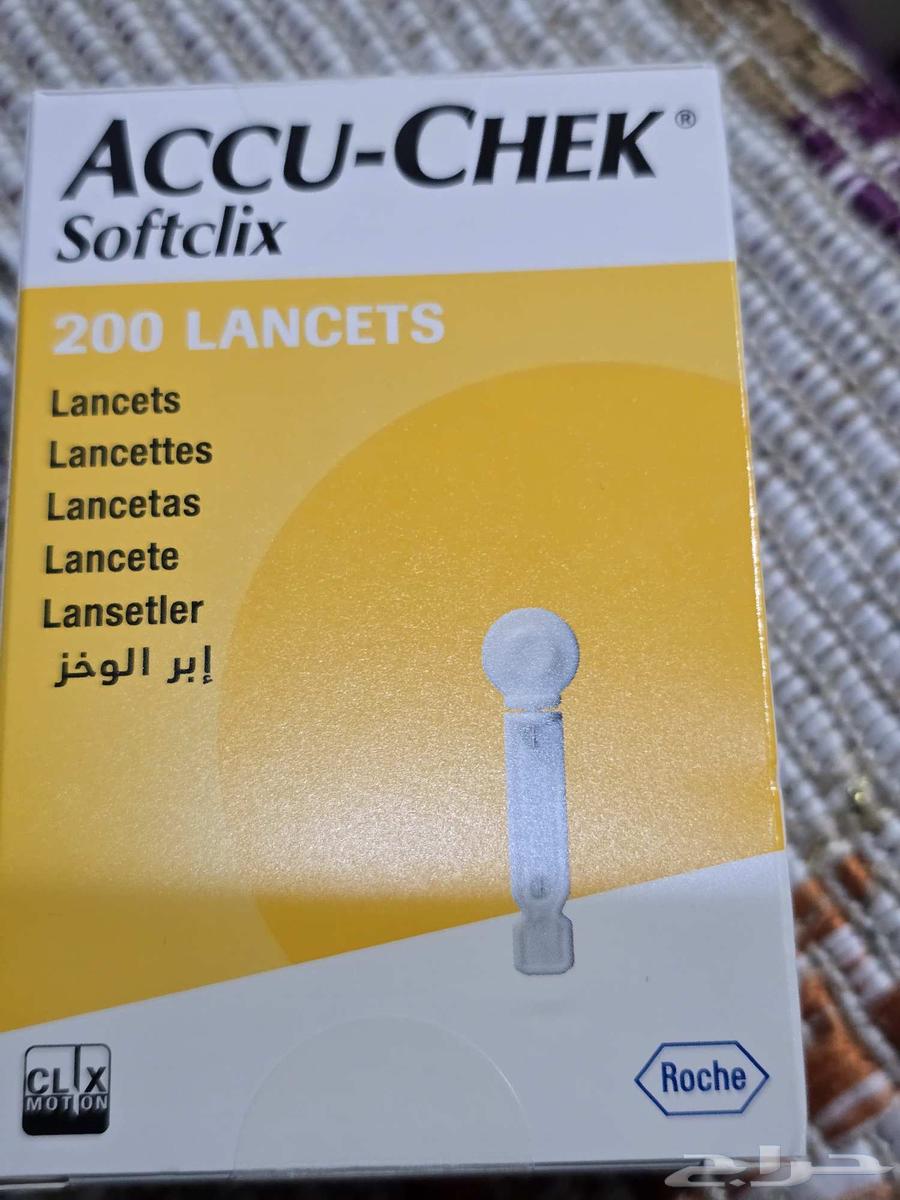 ACCU-CHEK®
Softclix
200 LANCETS
Lancets
Lancettes
Lancetas
Lancete
Lansetler
إبر الوخز
CLIX
MOTION
Roche
حراج